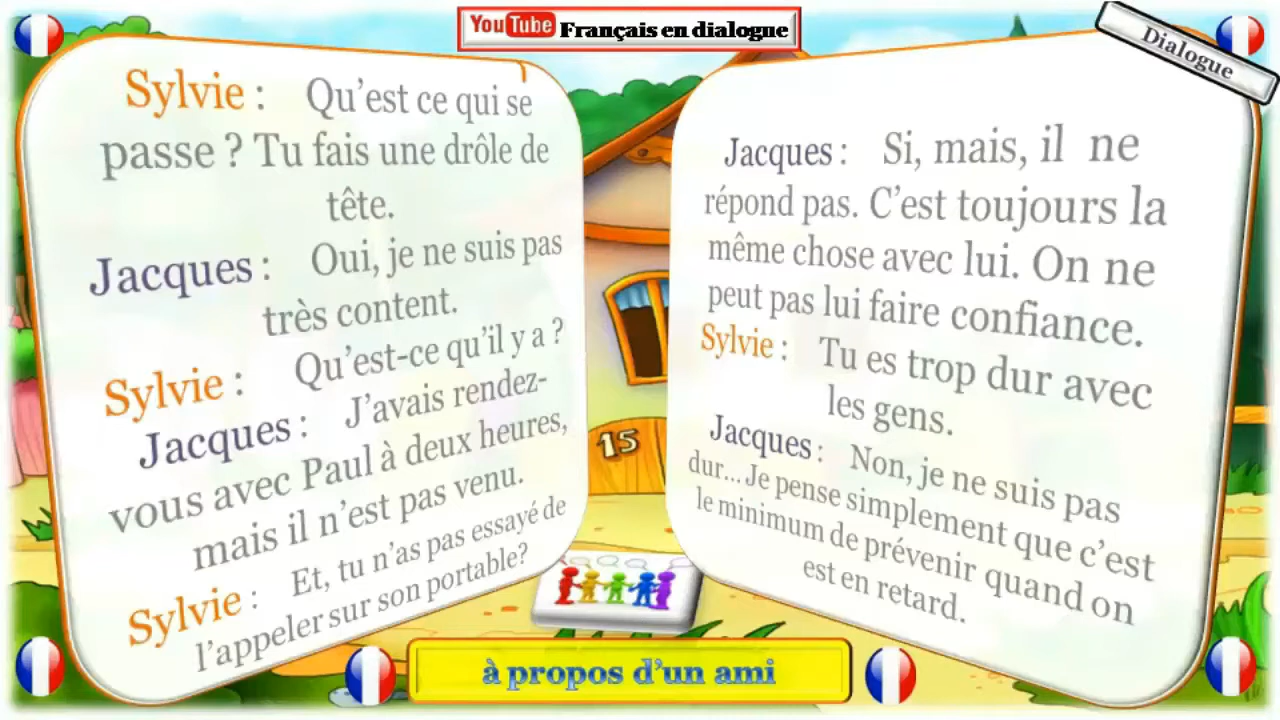 YouTube Français en dialogue
Dialogue
Sylvie : Qu'est ce qui se
passe ? Tu fais une drôle de
tête.
Jacques : Oui, je ne suis pas
très content.
Sylvie : Qu'est-ce qu'il y a ?
Jacques : J'avais rendez-
vous avec Paul à deux heures,
mais il n'est pas venu.
Sylvie : Et, tu n'as pas essayé de
l'appeler sur son portable?
Jacques : Si, mais, il ne
répond pas. C'est toujours la
même chose avec lui. On ne
peut pas lui faire confiance.
Sylvie : Tu es trop dur avec
les gens.
Jacques : Non, je ne suis pas
dur... Je pense simplement que c'est
le minimum de prévenir quand on
est en retard.
15
à propos d'un ami